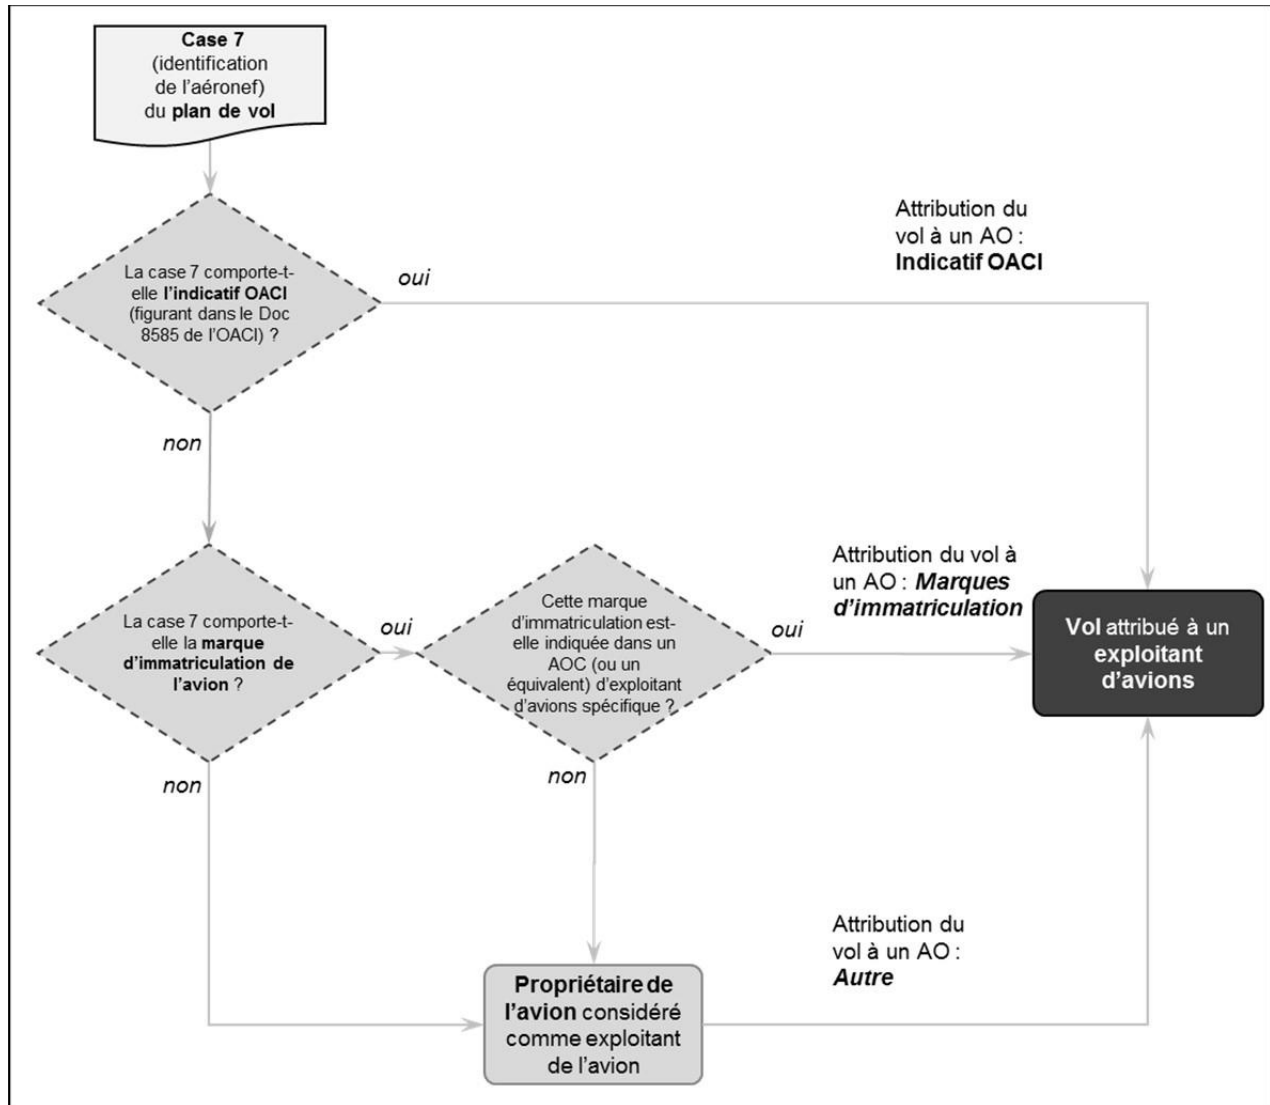 Case 7
(identification
de l'aéronef)
du plan de vol
Attribution du
vol à un AO :
Indicatif OACI
La case 7 comporte-t-
elle l'indicatif OACI
(figurant dans le Doc
8585 de l'OACI) ?
oui
non
Attribution du vol à
un AO : Marques
d'immatriculation
La case 7 comporte-t-
elle la marque
d'immatriculation de
l'avion ?
oui
Cette marque
d'immatriculation est-
elle indiquée dans un
AOC (ou un
équivalent) d'exploitant
d'avions spécifique ?
oui
Vol attribué à un
exploitant
d'avions
non
non
Attribution du
vol à un AO :
Autre
Propriétaire de
l'avion considéré
comme exploitant
de l'avion